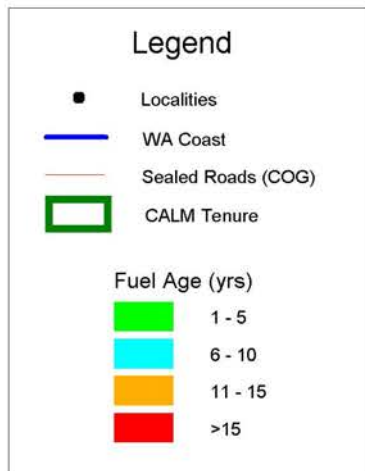 Legend
Localities
WA Coast
Sealed Roads (COG)
CALM Tenure
Fuel Age (yrs)
1 - 5
6 - 10
11 - 15
>15